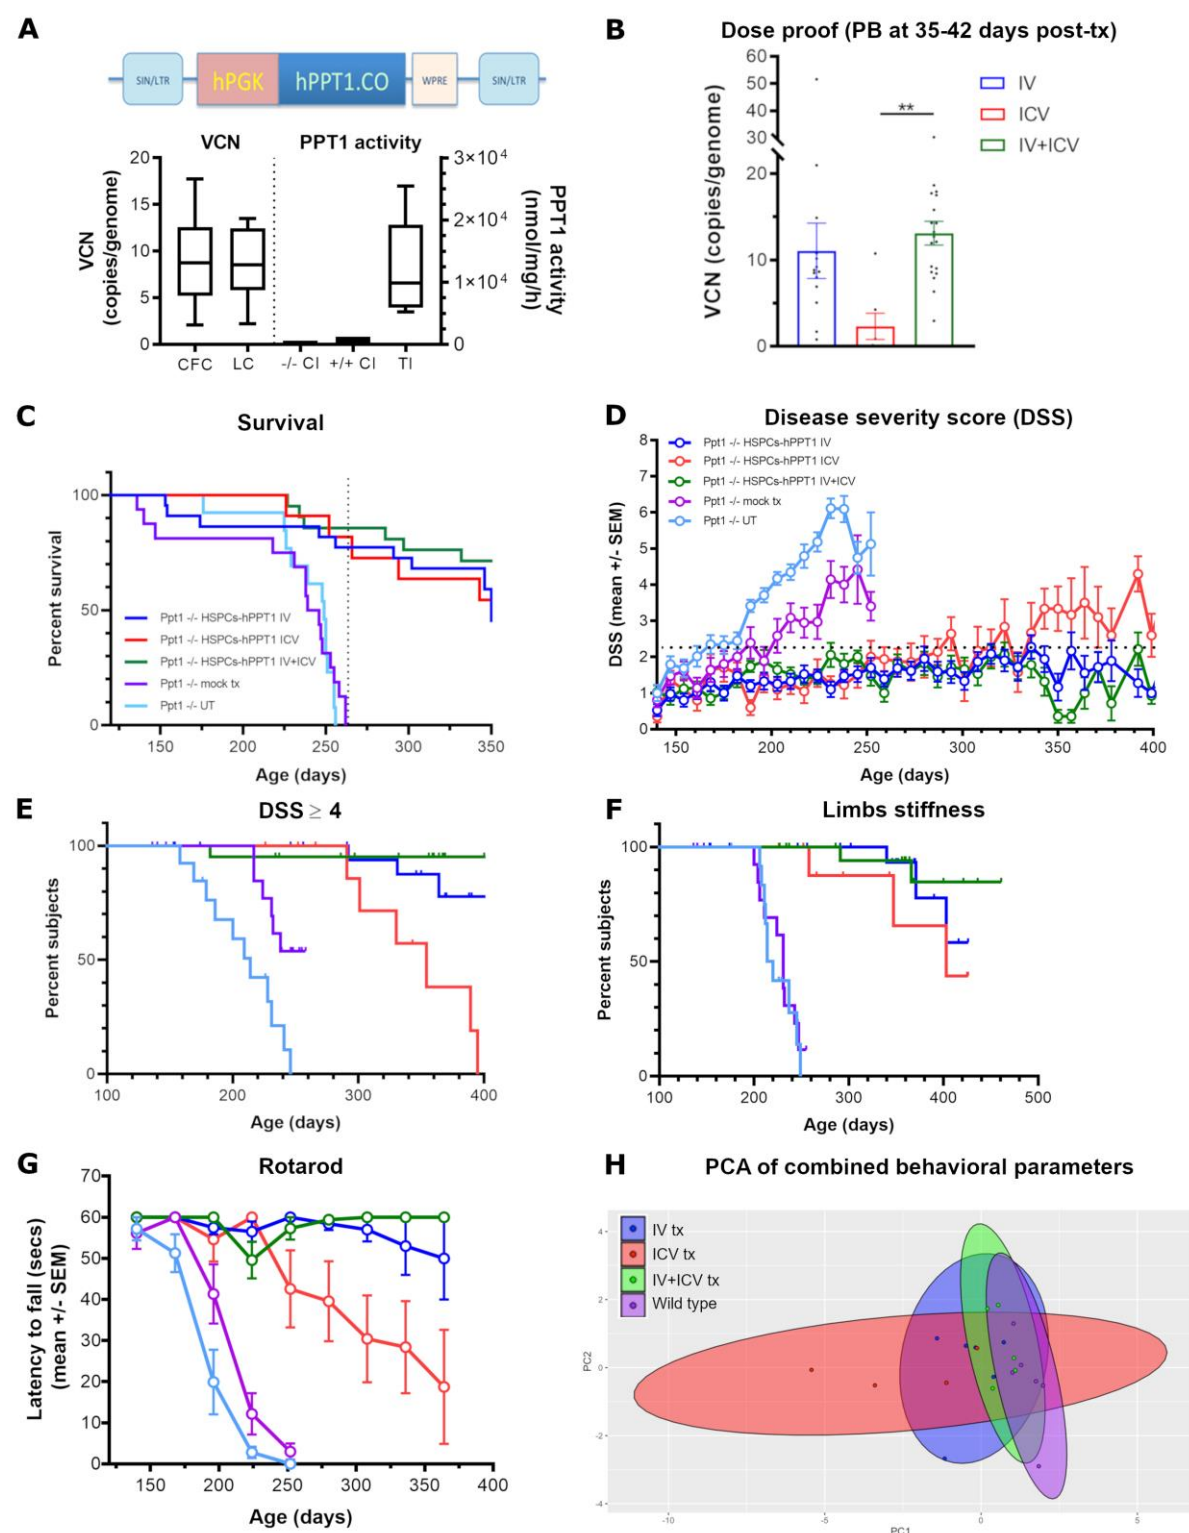 A
SIN/LTR hPGK hPPT1.CO WPRE SIN/LTR
VCN PPT1 activity
VCN
(copies/genome)
20
15
10
5
0
3×10⁴
2×10⁴
1×10⁴
0
PPT1 activity
(nmol/mg/h)
CFC LC -/- CI +/+ CI TI
B
Dose proof (PB at 35-42 days post-tx)
VCN (copies/genome)
60
50
40
30
20
10
0
**
IV
ICV
IV+ICV
C
Survival
Percent survival
100
50
0
Ppt1 -/- HSPCs-hPPT1 IV
Ppt1 -/- HSPCs-hPPT1 ICV
Ppt1 -/- HSPCs-hPPT1 IV+ICV
Ppt1 -/- mock tx
Ppt1 -/- UT
150 200 250 300 350
Age (days)
D
Disease severity score (DSS)
DSS (mean +/- SEM)
8
7
6
5
4
3
2
1
0
Ppt1 -/- HSPCs-hPPT1 IV
Ppt1 -/- HSPCs-hPPT1 ICV
Ppt1 -/- HSPCs-hPPT1 IV+ICV
Ppt1 -/- mock tx
Ppt1 -/- UT
150 200 250 300 350 400
Age (days)
E
DSS ≥ 4
Percent subjects
100
50
0
100 200 300 400
Age (days)
F
Limbs stiffness
Percent subjects
100
50
0
100 200 300 400 500
Age (days)
G
Rotarod
Latency to fall (secs)
(mean +/- SEM)
70
60
50
40
30
20
10
0
150 200 250 300 350 400
Age (days)
H
PCA of combined behavioral parameters
IV tx
ICV tx
IV+ICV tx
Wild type
PC2
4
2
0
-2
-4
-10 -5 0 5
PC1